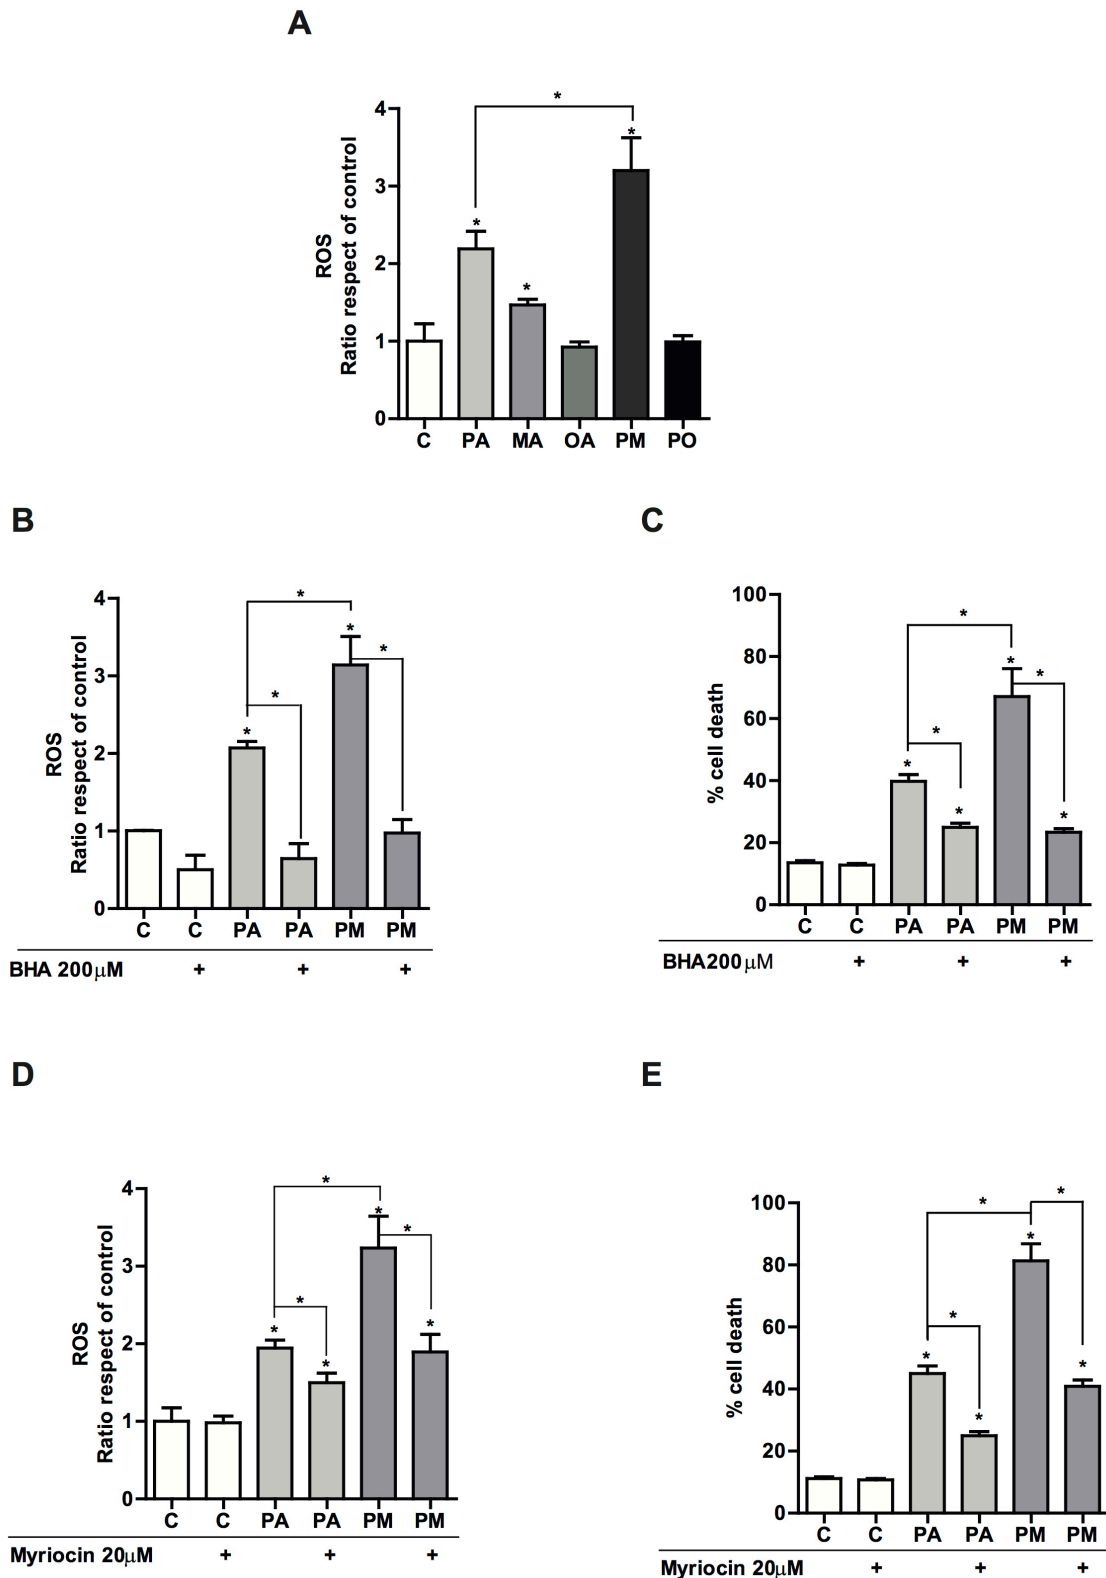 A
ROS
Ratio respect of control
4
3
2
1
0
*
*
*
*
C PA MA OA PM PO
B
ROS
Ratio respect of control
4
3
2
1
0
*
*
*
*
*
C C PA PA PM PM
BHA 200μM + + +
C
% cell death
100
80
60
40
20
0
*
*
*
*
*
*
*
C C PA PA PM PM
BHA200μM + + +
D
ROS
Ratio respect of control
4
3
2
1
0
*
*
*
*
*
*
*
C C PA PA PM PM
Myriocin 20μM + + +
E
% cell death
100
80
60
40
20
0
*
*
*
*
*
*
*
C C PA PA PM PM
Myriocin 20μM + + +